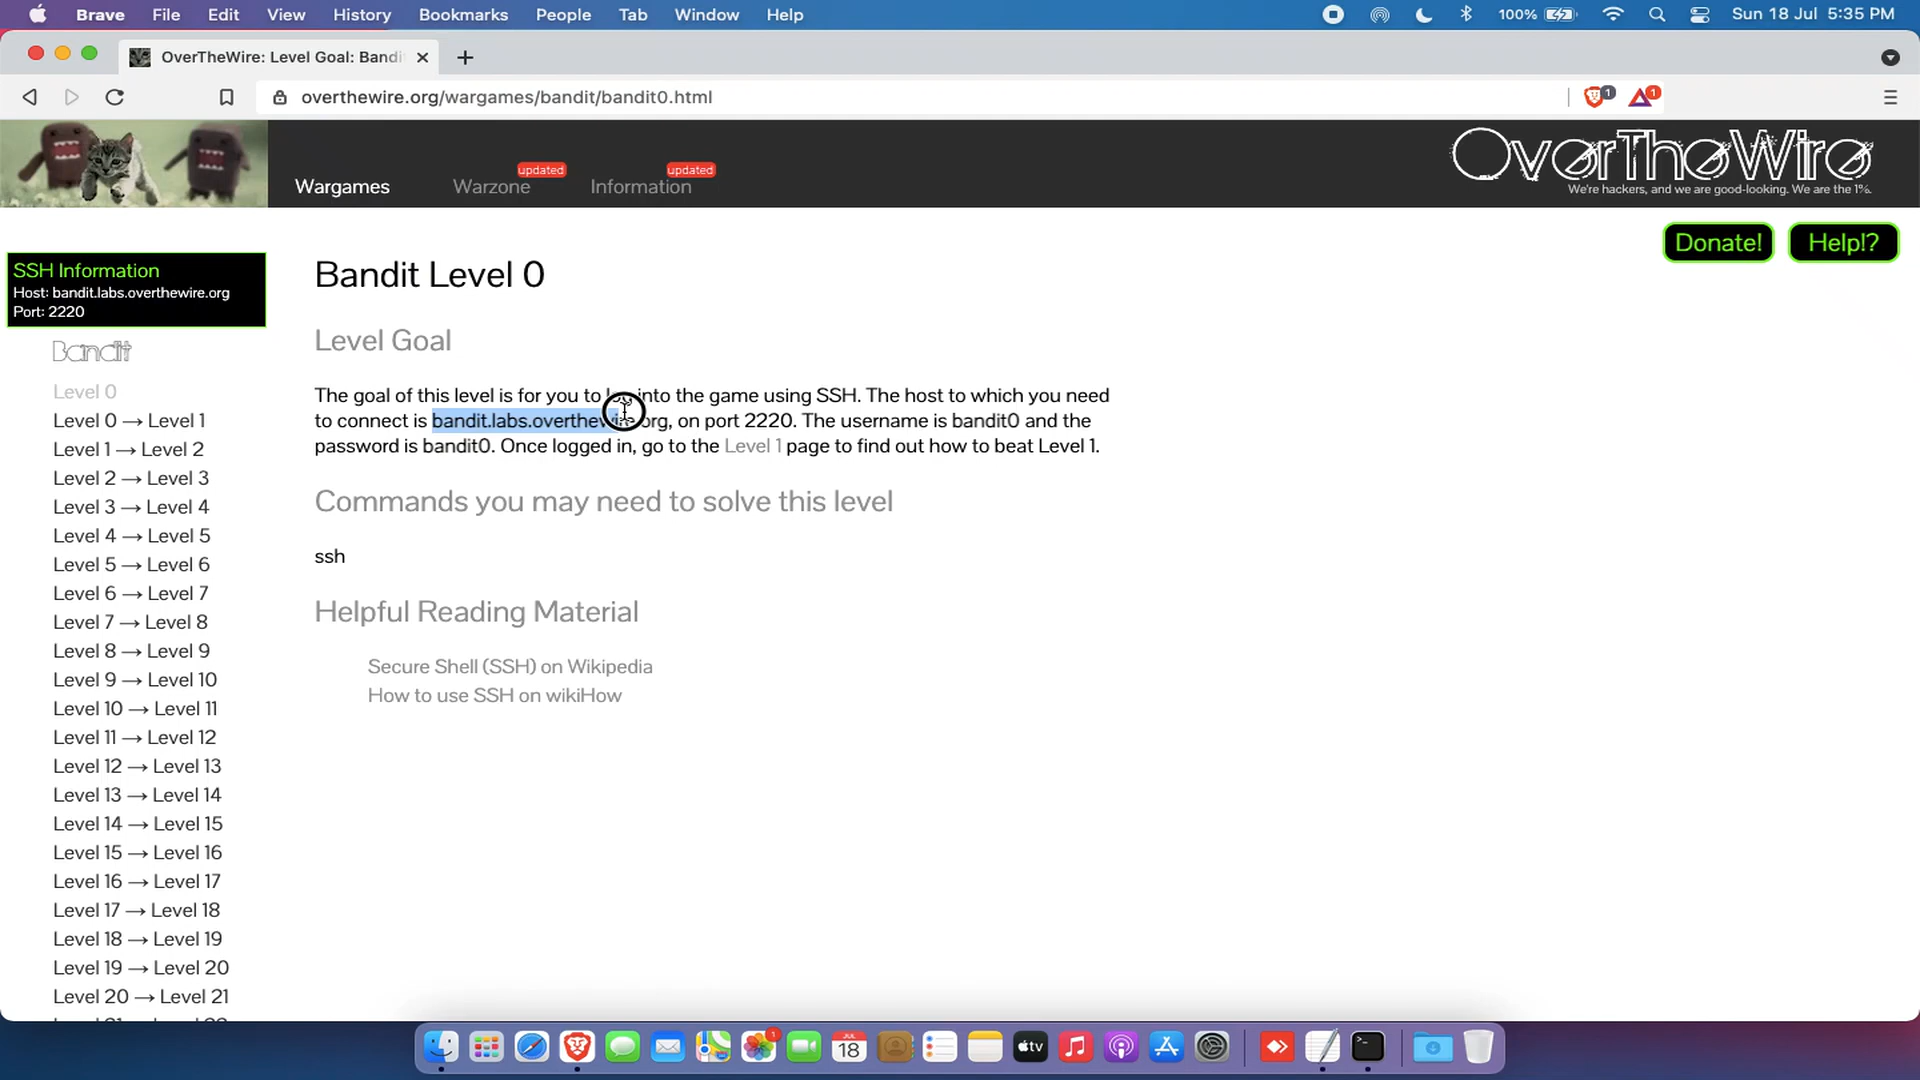 Brave File Edit View History Bookmarks People Tab Window Help 100% Sun 18 Jul 5:35 PM
OverTheWire: Level Goal: Bandi
overthewire.org/wargames/bandit/bandit0.html 1 1
Wargames Warzone updated Information updated
OverTheWire
We're hackers, and we are good-looking. We are the 1%.
Donate! Help!?
SSH Information
Host: bandit.labs.overthewire.org
Port: 2220
Bandit
Level 0
Level 0 → Level 1
Level 1 → Level 2
Level 2 → Level 3
Level 3 → Level 4
Level 4 → Level 5
Level 5 → Level 6
Level 6 → Level 7
Level 7 → Level 8
Level 8 → Level 9
Level 9 → Level 10
Level 10 → Level 11
Level 11 → Level 12
Level 12 → Level 13
Level 13 → Level 14
Level 14 → Level 15
Level 15 → Level 16
Level 16 → Level 17
Level 17 → Level 18
Level 18 → Level 19
Level 19 → Level 20
Level 20 → Level 21
Bandit Level 0
Level Goal
The goal of this level is for you to log into the game using SSH. The host to which you need
to connect is bandit.labs.overthewire.org, on port 2220. The username is bandit0 and the
password is bandit0. Once logged in, go to the Level 1 page to find out how to beat Level 1.
Commands you may need to solve this level
ssh
Helpful Reading Material
Secure Shell (SSH) on Wikipedia
How to use SSH on wikiHow
1
JUL
18
tv